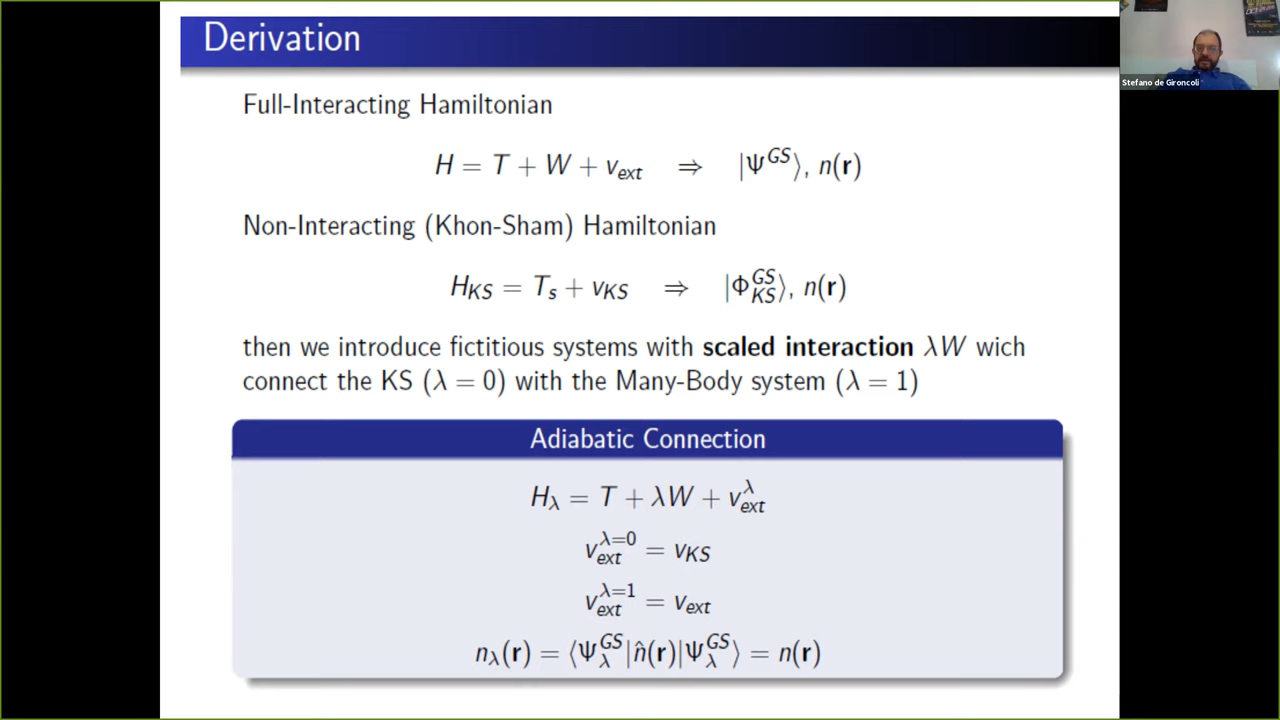 Derivation
Stefano de Gironcoli
Full-Interacting Hamiltonian
H = T + W + v_ext ⇒ |Ψ^GS⟩, n(r)
Non-Interacting (Khon-Sham) Hamiltonian
H_KS = T_s + v_KS ⇒ |Φ^GS_KS⟩, n(r)
then we introduce fictitious systems with scaled interaction λW wich
connect the KS (λ = 0) with the Many-Body system (λ = 1)
Adiabatic Connection
H_λ = T + λW + v^λ_ext
v^λ=0_ext = v_KS
v^λ=1_ext = v_ext
n_λ(r) = ⟨Ψ^GS_λ|n̂(r)|Ψ^GS_λ⟩ = n(r)